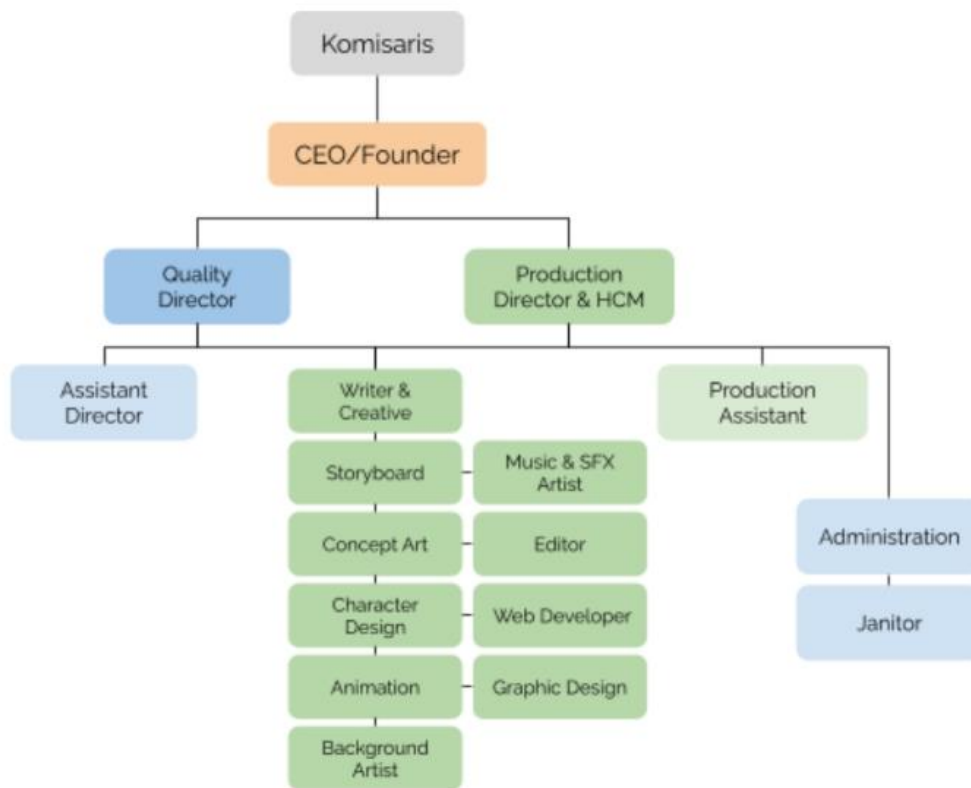 Komisaris
CEO/Founder
Quality
Director
Production
Director & HCM
Assistant
Director
Writer &
Creative
Production
Assistant
Storyboard
Music & SFX
Artist
Concept Art
Editor
Administration
Character
Design
Web Developer
Janitor
Animation
Graphic Design
Background
Artist